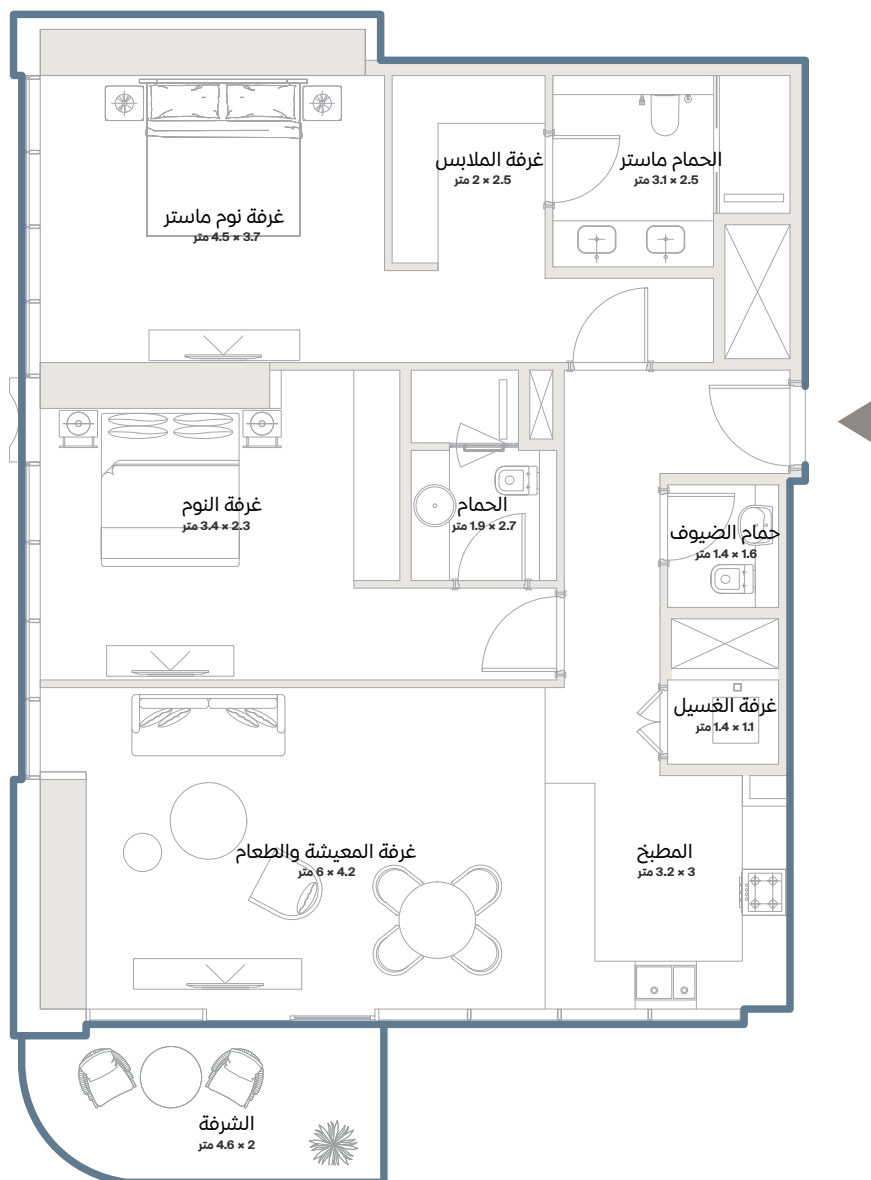 الحمام ماستر
3.1 × 2.5 متر
غرفة الملابس
2 × 2.5 متر
غرفة نوم ماستر
4.5 × 3.7 متر
الحمام
1.9 × 2.7 متر
غرفة النوم
3.4 × 2.3 متر
حمام الضيوف
1.4 × 1.6 متر
غرفة الغسيل
1.4 × 1.1 متر
المطبخ
3.2 × 3 متر
غرفة المعيشة والطعام
6 × 4.2 متر
الشرفة
4.6 × 2 متر